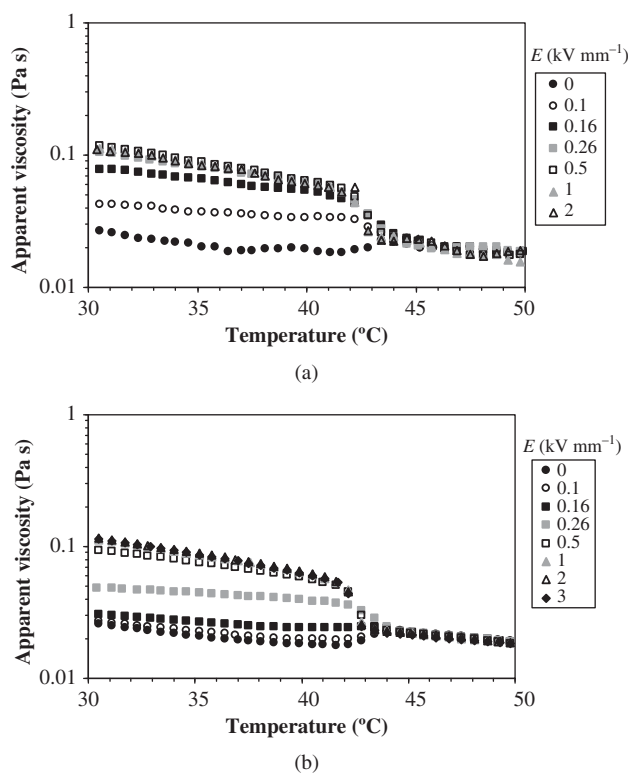 1
0.1
0.01
Apparent viscosity (Pa s)
30 35 40 45 50
Temperature (ºC)
E (kV mm⁻¹)
0
0.1
0.16
0.26
0.5
1
2
(a)
1
0.1
0.01
Apparent viscosity (Pa s)
30 35 40 45 50
Temperature (ºC)
E (kV mm⁻¹)
0
0.1
0.16
0.26
0.5
1
2
3
(b)